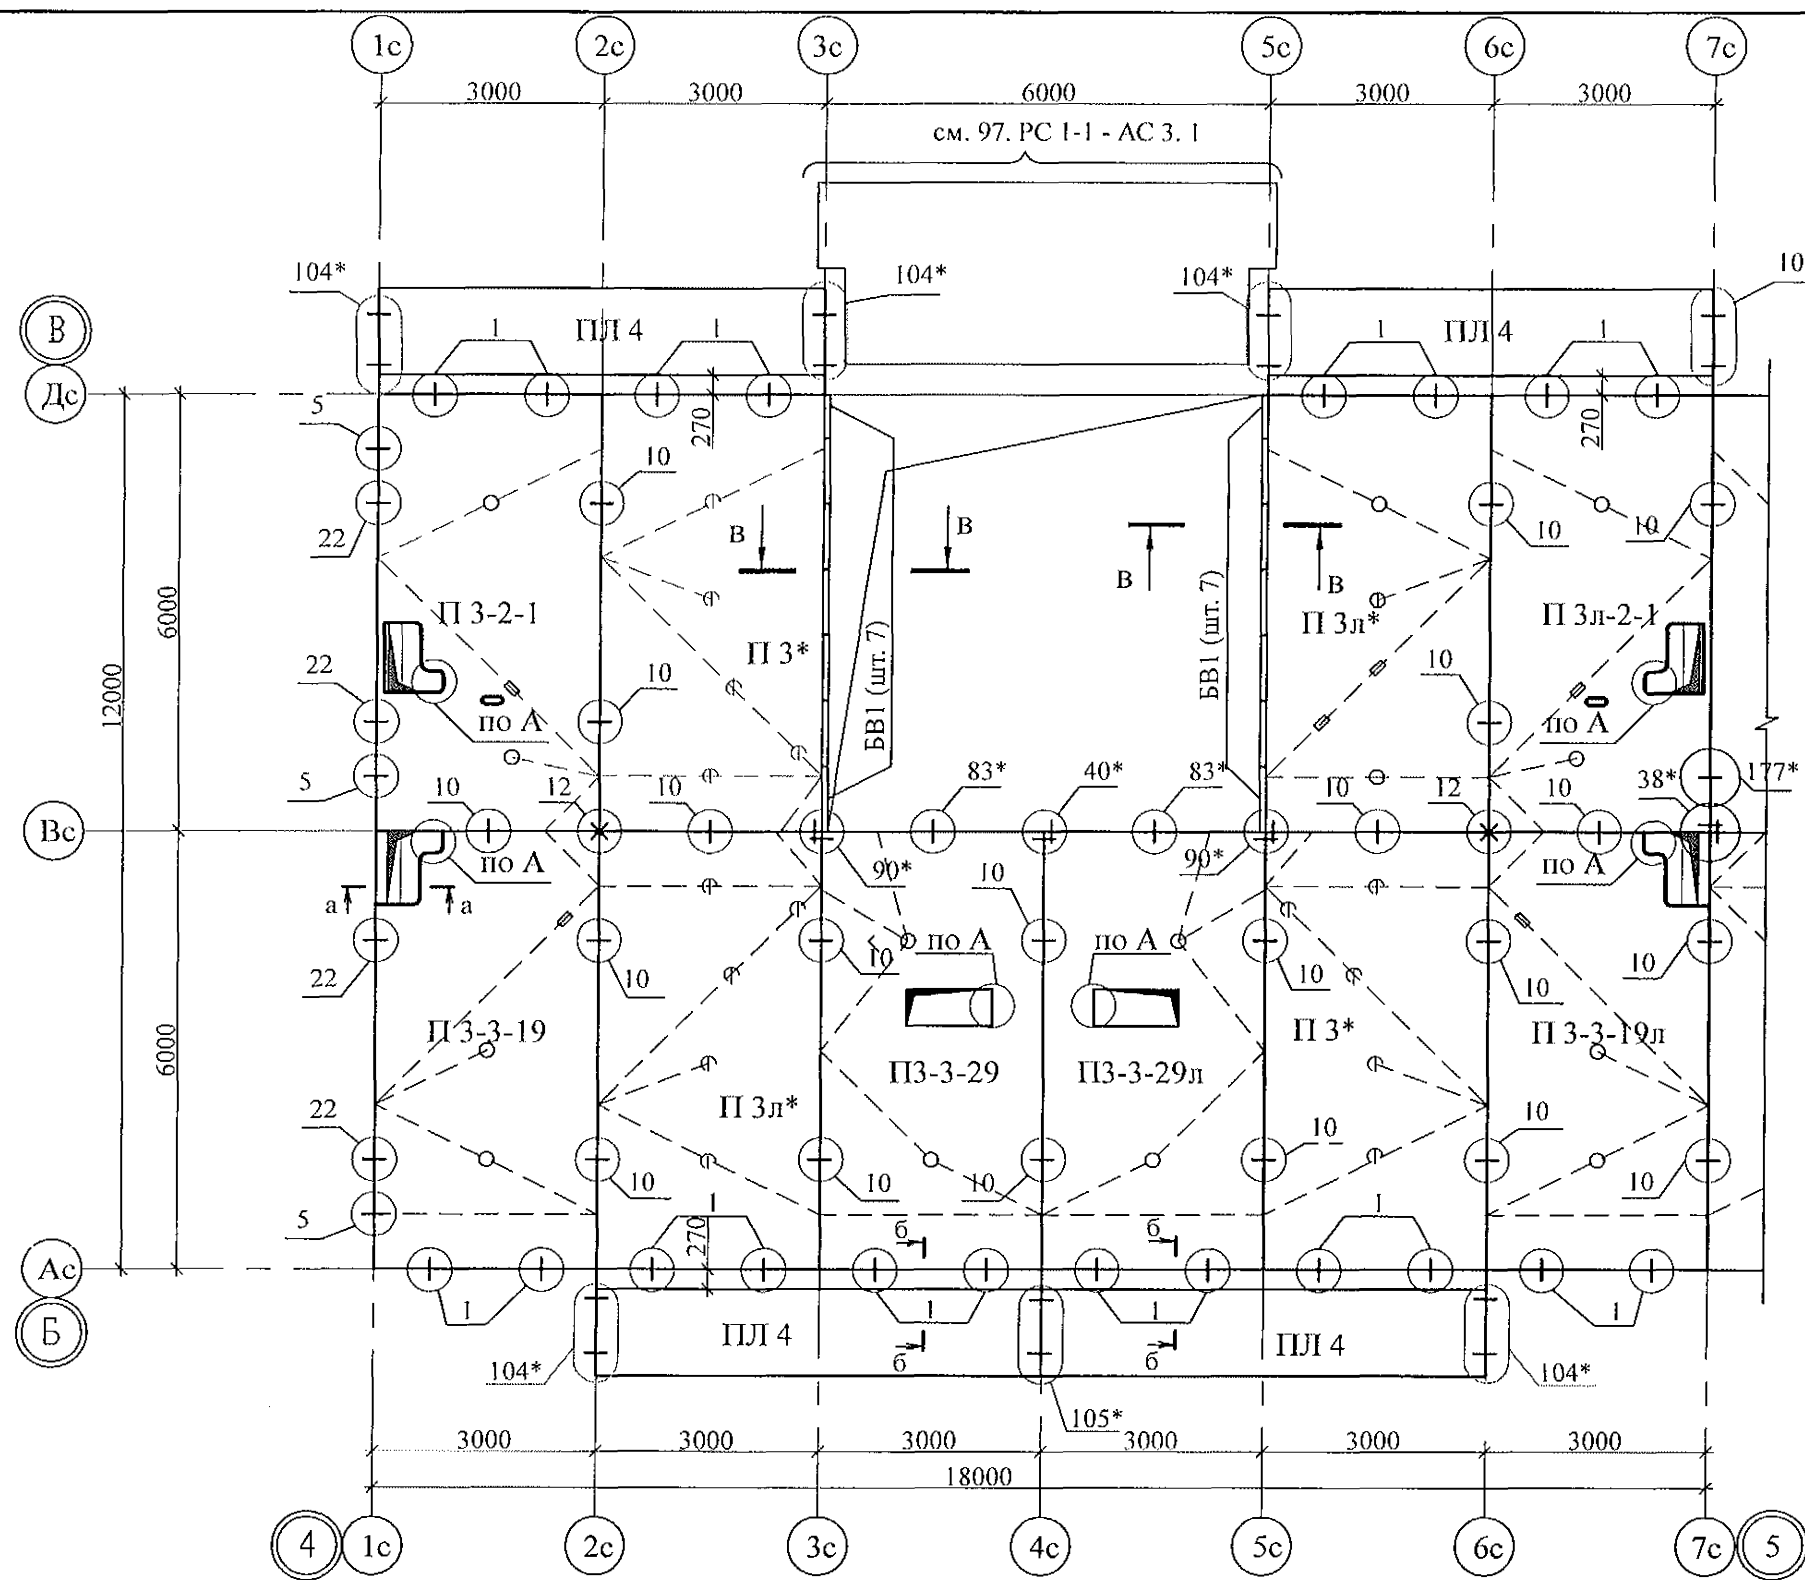 1с 2с 3с 5с 6с 7с
3000 3000 6000 3000 3000
см. 97. РС 1-1 - АС 3. 1
104* 104* 104* 10
В ПЛ 4 ПЛ 4
1 1 1 1
Дс
5 270 270
10
22 10 10
В В В В
6000 П 3-2-1 П 3л* П 3л-2-1
П 3*
БВ1 (шт. 7) БВ1 (шт. 7)
22 10 10
12000
по А по А
5 10 12 10 83* 40* 83* 10 12 10 38* 177*
Вс
по А 90* 90* по А
а а 10
по А по А
22 10 10 10 10 10
П 3-3-19 П 3* П 3-3-19л
6000 П3-3-29 П3-3-29л
П 3л*
22 10 10
10 10 10 10
5 1 270 1
б б
Ас
1 1 1 1
Б ПЛ 4 ПЛ 4
б б
104* 104*
105*
3000 3000 3000 3000 3000 3000
18000
4 1с 2с 3с 4с 5с 6с 7с 5